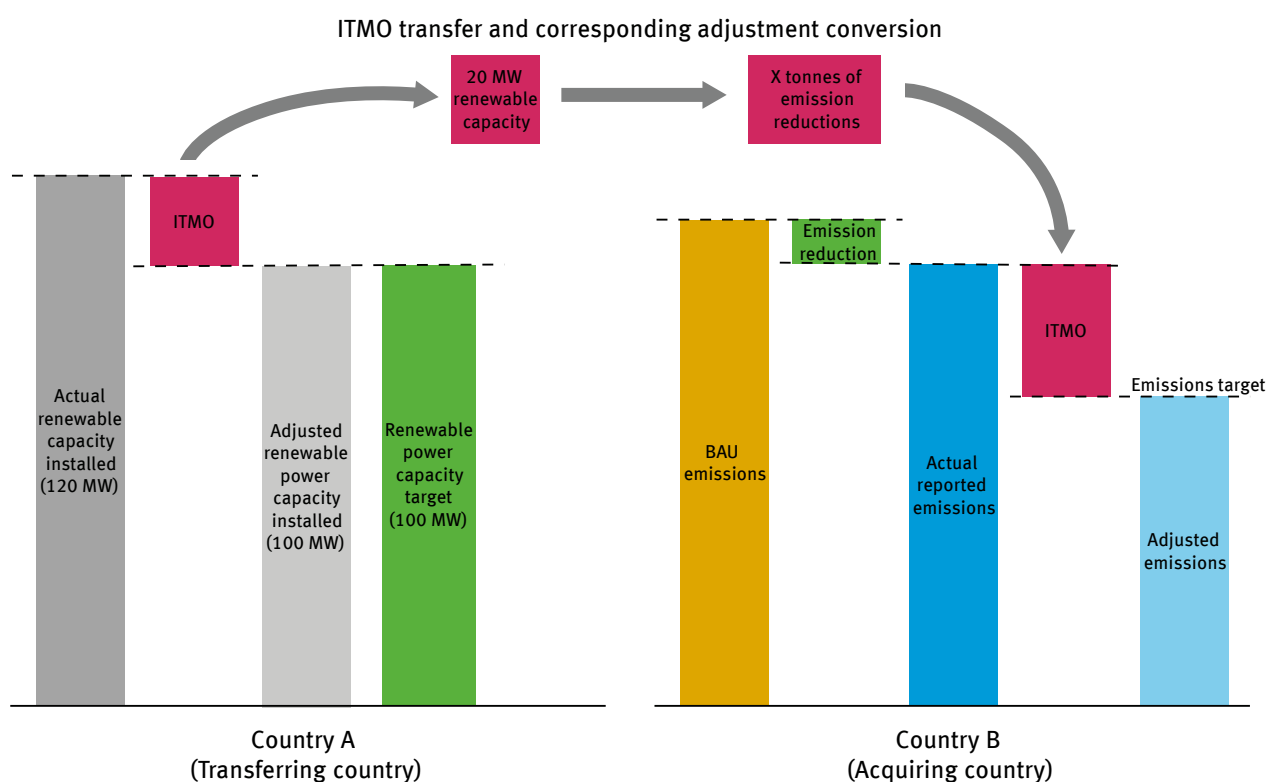 ITMO transfer and corresponding adjustment conversion
20 MW
renewable
capacity
X tonnes of
emission
reductions
ITMO
Actual
renewable
capacity
installed
(120 MW)
Adjusted
renewable
power
capacity
installed
(100 MW)
Renewable
power
capacity
target
(100 MW)
Country A
(Transferring country)
Emission
reduction
BAU
emissions
Actual
reported
emissions
ITMO
Emissions target
Adjusted
emissions
Country B
(Acquiring country)